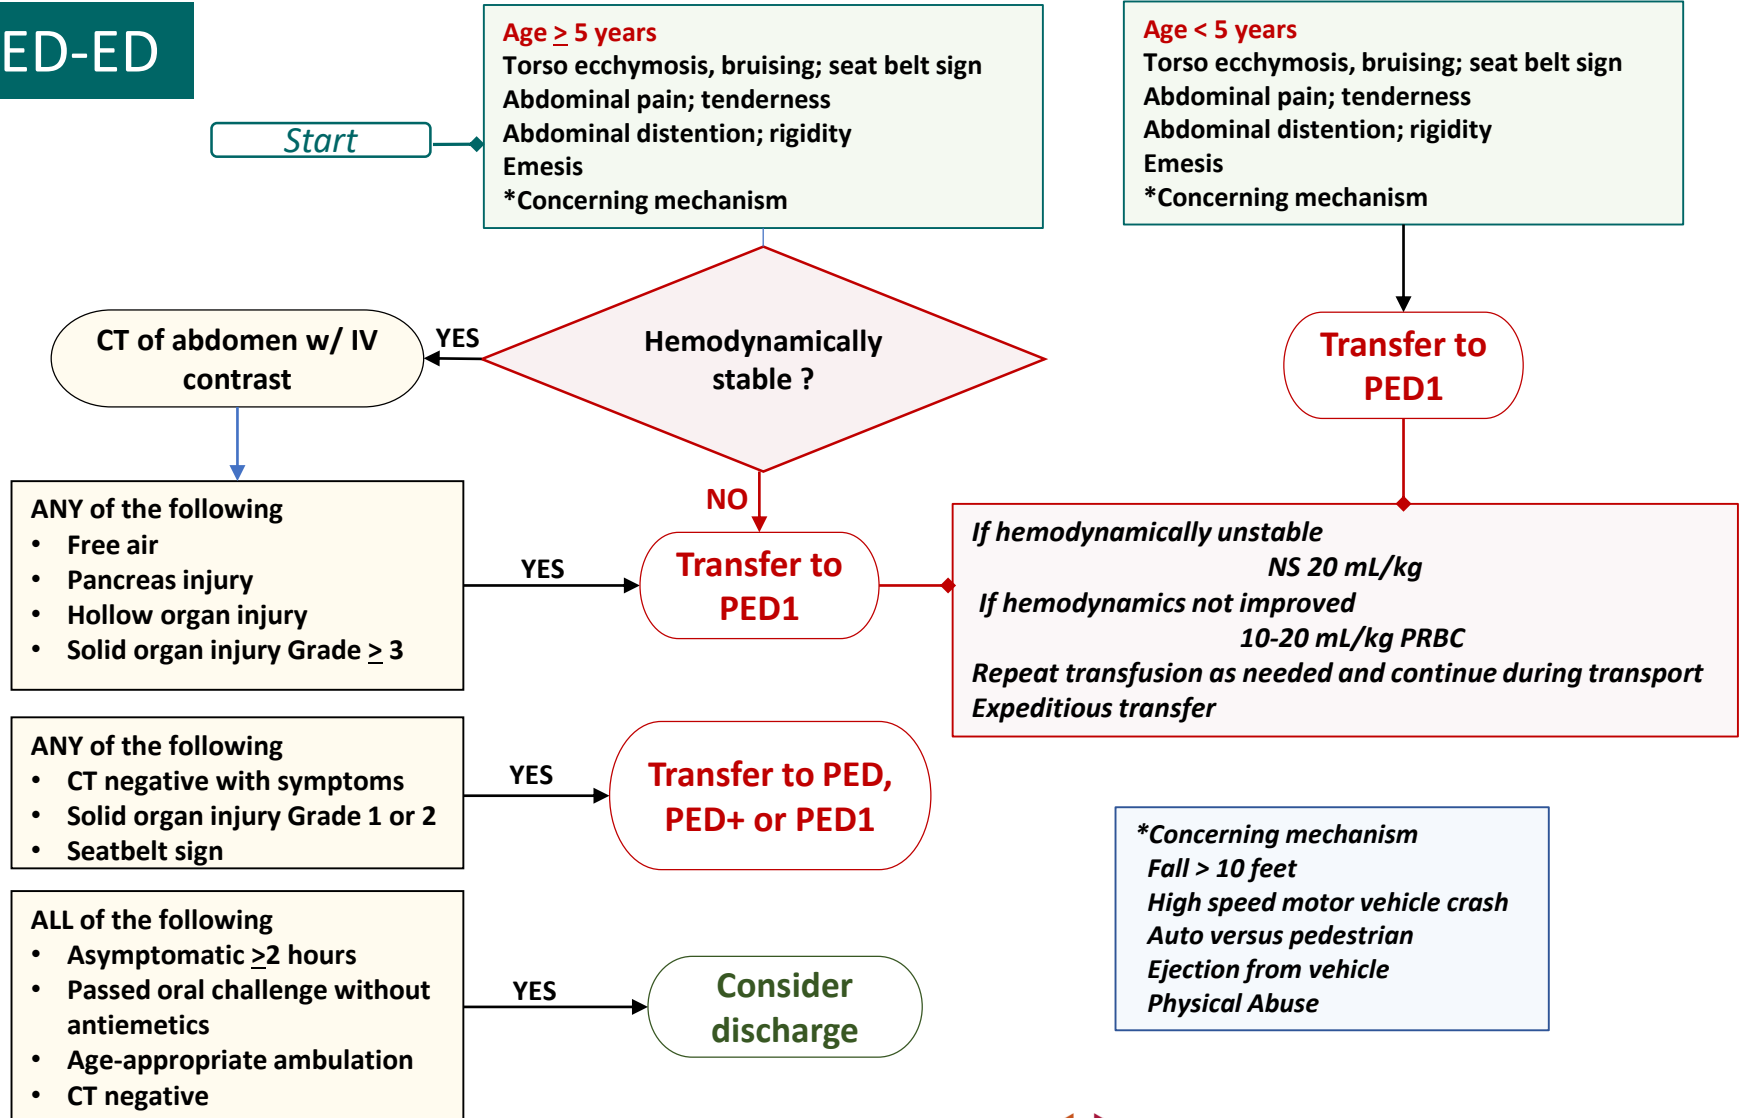 ED-ED
Start
Age ≥ 5 years
Torso ecchymosis, bruising; seat belt sign
Abdominal pain; tenderness
Abdominal distention; rigidity
Emesis
*Concerning mechanism
Age < 5 years
Torso ecchymosis, bruising; seat belt sign
Abdominal pain; tenderness
Abdominal distention; rigidity
Emesis
*Concerning mechanism
Hemodynamically
stable ?
YES
CT of abdomen w/ IV
contrast
NO
Transfer to
PED1
ANY of the following
• Free air
• Pancreas injury
• Hollow organ injury
• Solid organ injury Grade ≥ 3
YES
Transfer to
PED1
If hemodynamically unstable
NS 20 mL/kg
If hemodynamics not improved
10-20 mL/kg PRBC
Repeat transfusion as needed and continue during transport
Expeditious transfer
ANY of the following
• CT negative with symptoms
• Solid organ injury Grade 1 or 2
• Seatbelt sign
YES
Transfer to PED,
PED+ or PED1
ALL of the following
• Asymptomatic ≥2 hours
• Passed oral challenge without
antiemetics
• Age-appropriate ambulation
• CT negative
YES
Consider
discharge
*Concerning mechanism
Fall > 10 feet
High speed motor vehicle crash
Auto versus pedestrian
Ejection from vehicle
Physical Abuse